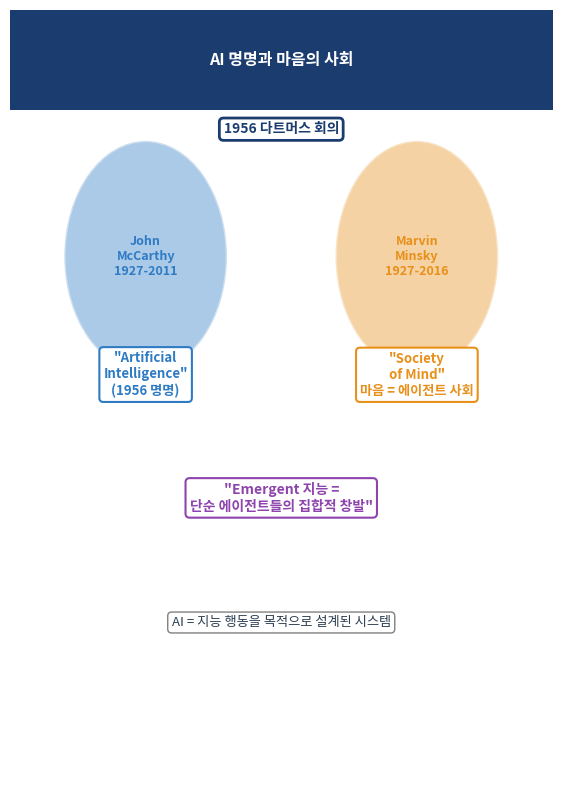 AI 명명과 마음의 사회
1956 다트머스 회의
John
McCarthy
1927-2011
Marvin
Minsky
1927-2016
"Artificial
Intelligence"
(1956 명명)
"Society
of Mind"
마음 = 에이전트 사회
"Emergent 지능 =
단순 에이전트들의 집합적 창발"
AI = 지능 행동을 목적으로 설계된 시스템